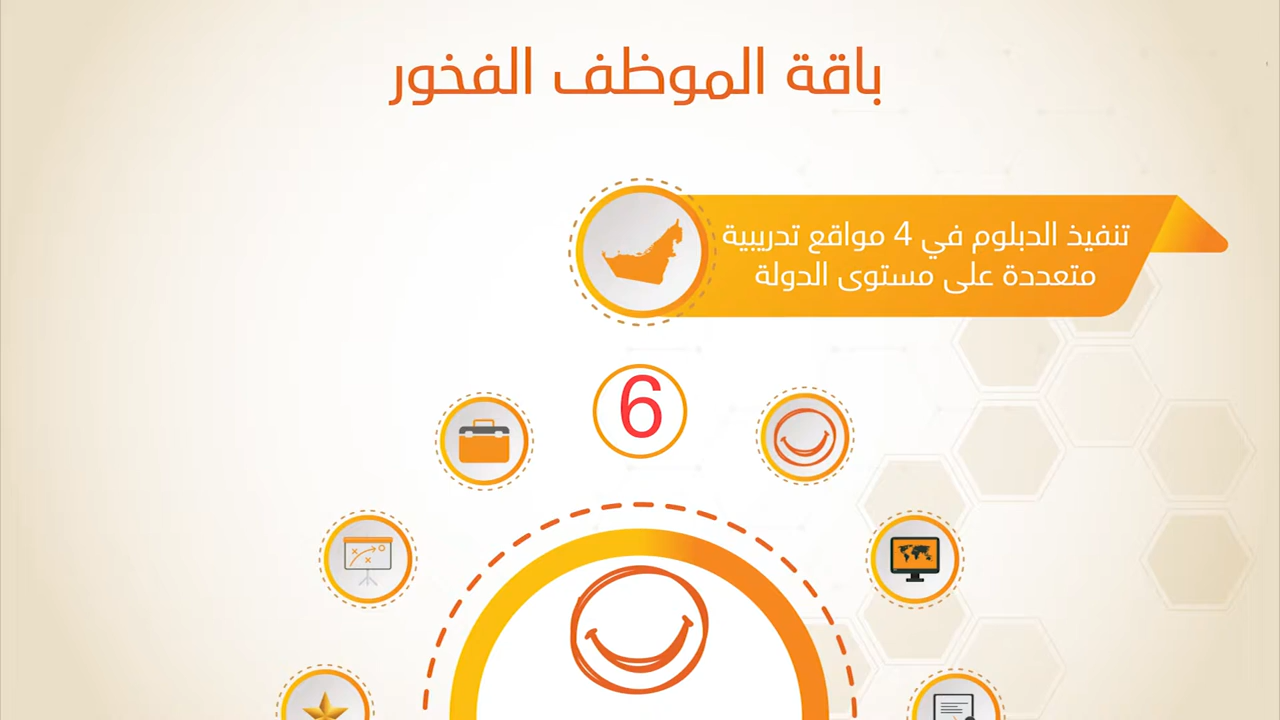 باقة الموظف الفخور
تنفيذ الدبلوم في 4 مواقع تدريبية
متعددة على مستوى الدولة
6